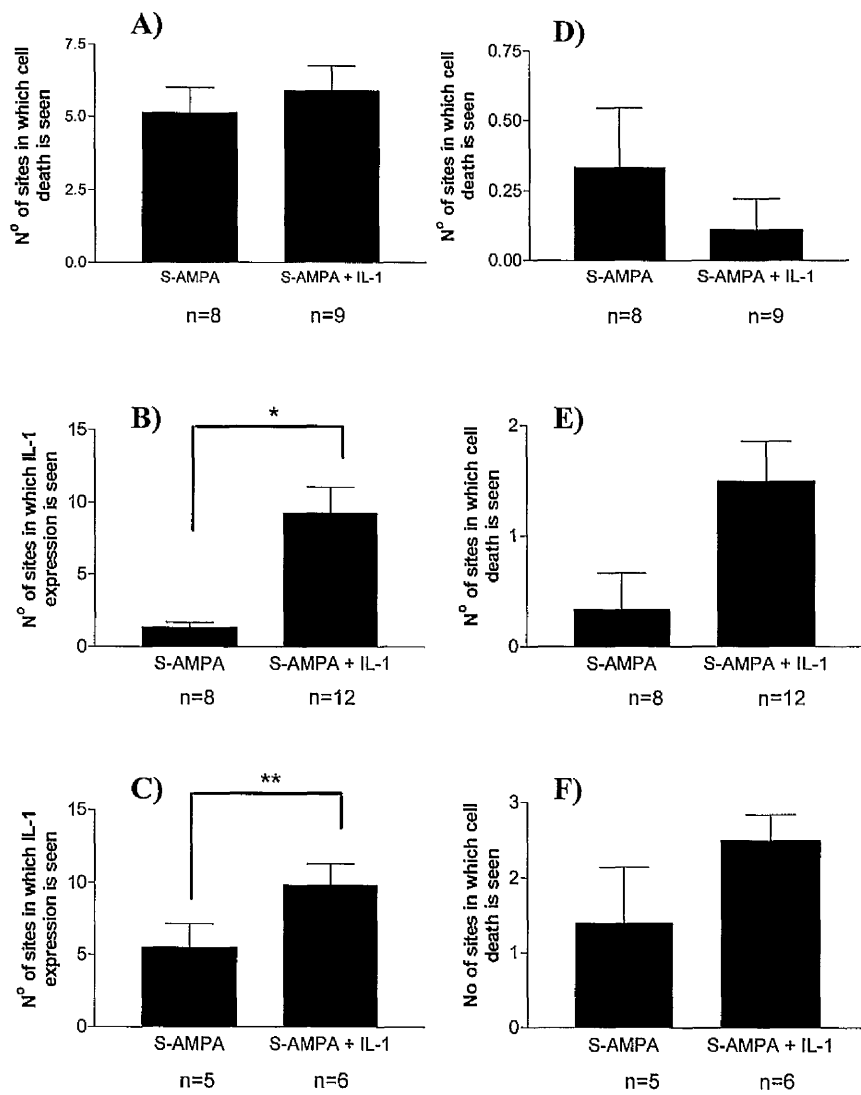 A)
N° of sites in which cell
death is seen
7.5
5.0
2.5
0.0
S-AMPA
S-AMPA + IL-1
n=8
n=9
D)
N° of sites in which cell
death is seen
0.75
0.50
0.25
0.00
S-AMPA
S-AMPA + IL-1
n=8
n=9
B)
N° of sites in which IL-1
expression is seen
15
10
5
0
*
S-AMPA
S-AMPA + IL-1
n=8
n=12
E)
N° of sites in which cell
death is seen
2
1
0
S-AMPA
S-AMPA + IL-1
n=8
n=12
C)
N° of sites in which IL-1
expression is seen
15
10
5
0
**
S-AMPA
S-AMPA + IL-1
n=5
n=6
F)
No of sites in which cell
death is seen
3
2
1
0
S-AMPA
S-AMPA + IL-1
n=5
n=6